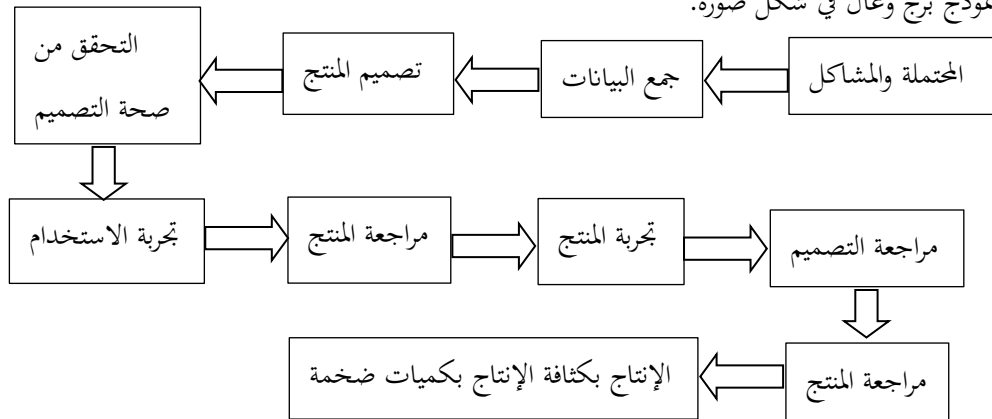 نموذج برج وغال في شكل صورة.
المحتملة والمشاكل
جمع البيانات
تصميم المنتج
التحقق من
صحة التصميم
تجربة الاستخدام
مراجعة المنتج
تجربة المنتج
مراجعة التصميم
مراجعة المنتج
الإنتاج بكثافة الإنتاج بكميات ضخمة